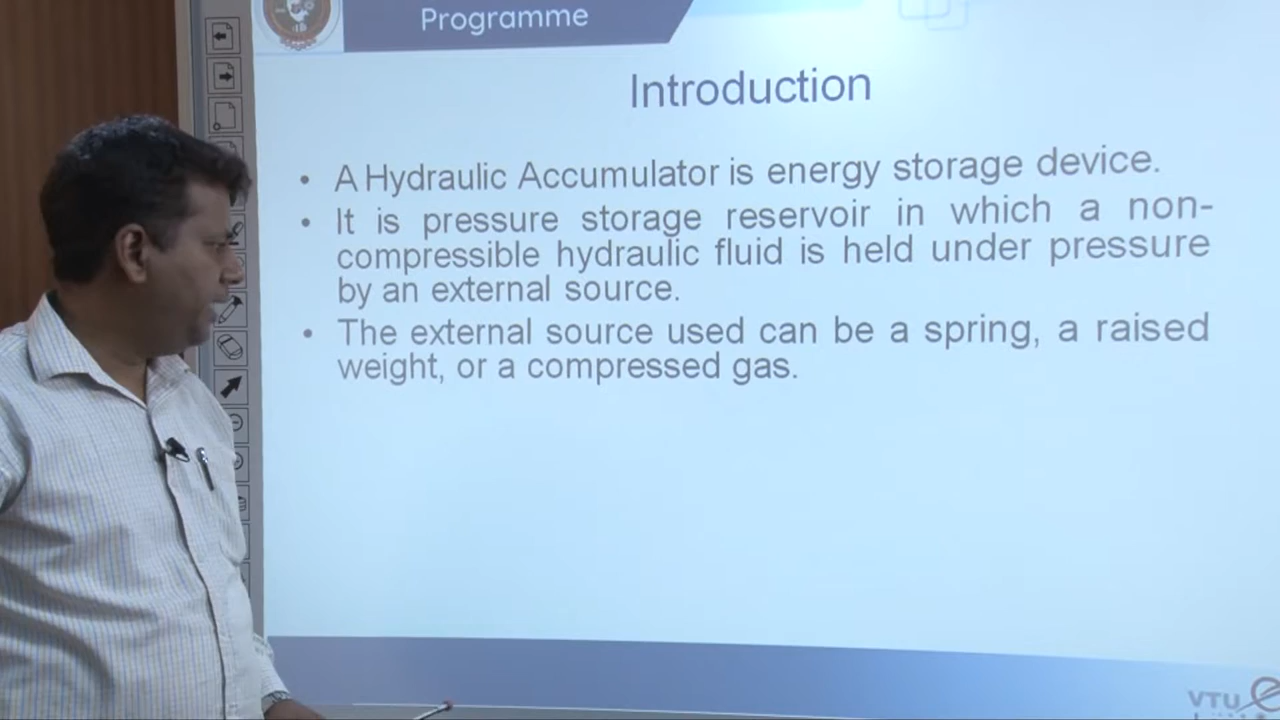 Programme
Introduction
• A Hydraulic Accumulator is energy storage device.
• It is pressure storage reservoir in which a non-
compressible hydraulic fluid is held under pressure
by an external source.
• The external source used can be a spring, a raised
weight, or a compressed gas.
VTU e